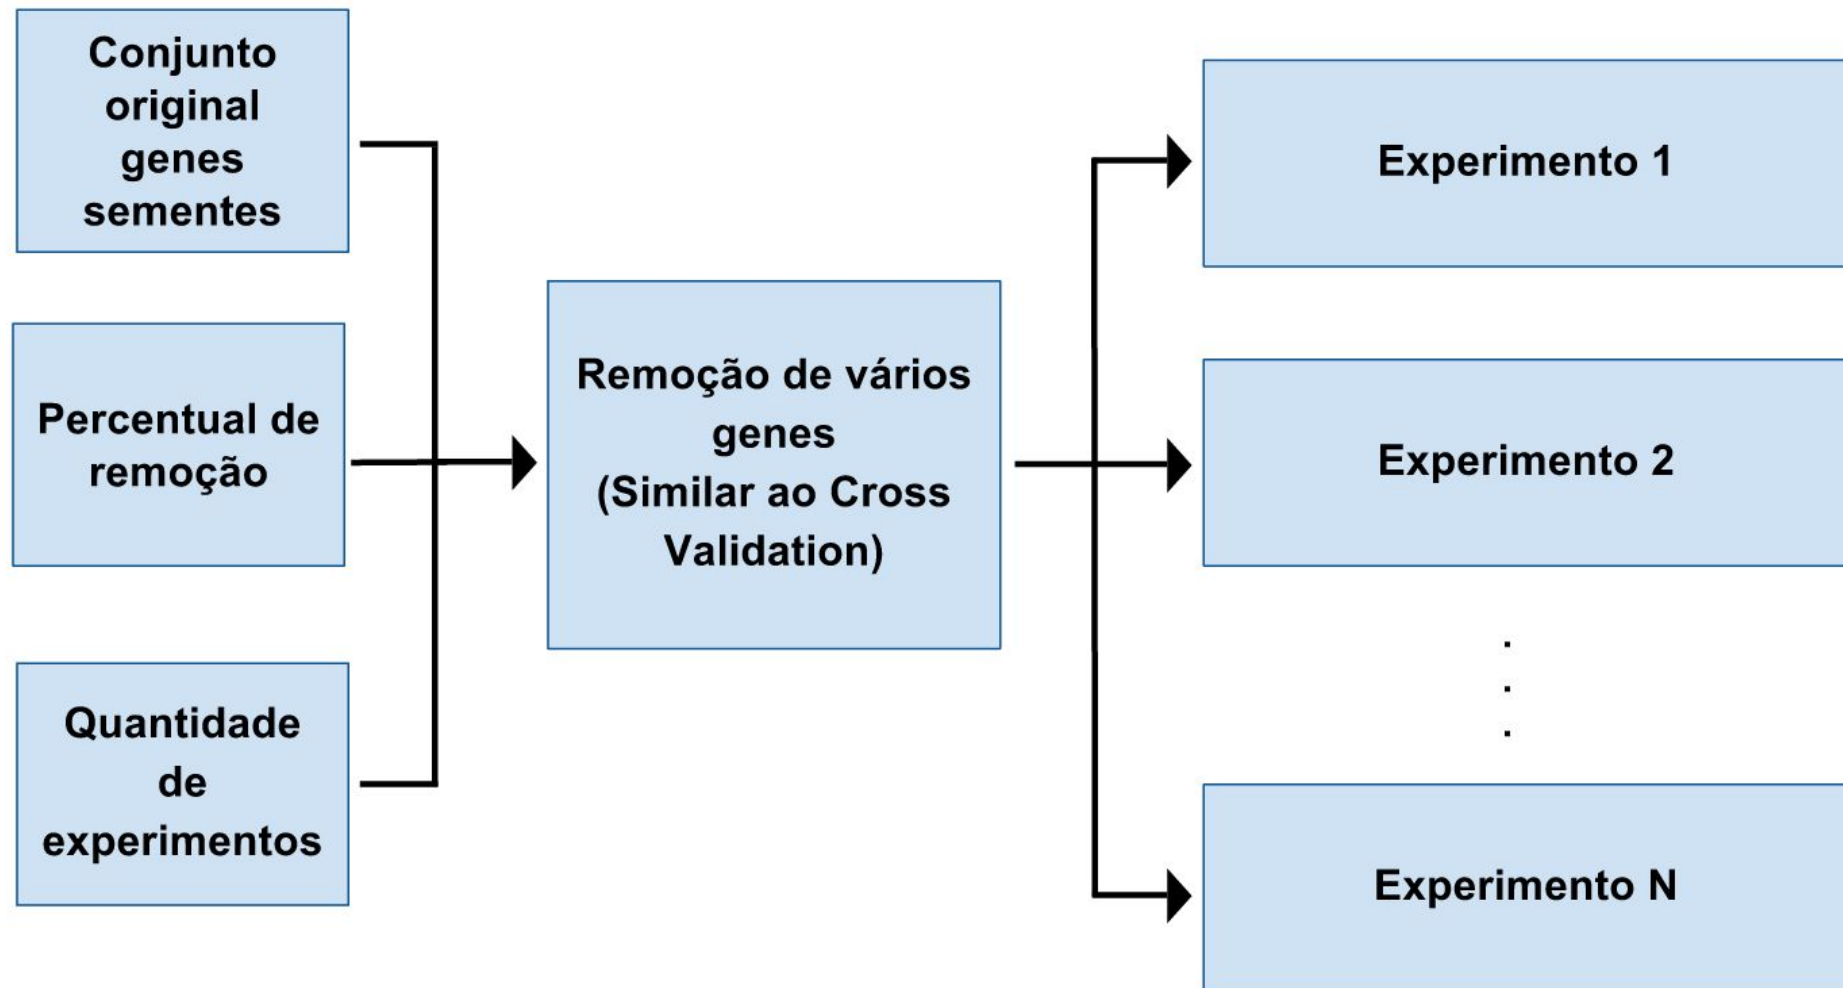 Conjunto
original
genes
sementes
Percentual de
remoção
Quantidade
de
experimentos
Remoção de vários
genes
(Similar ao Cross
Validation)
Experimento 1
Experimento 2
.
.
.
Experimento N